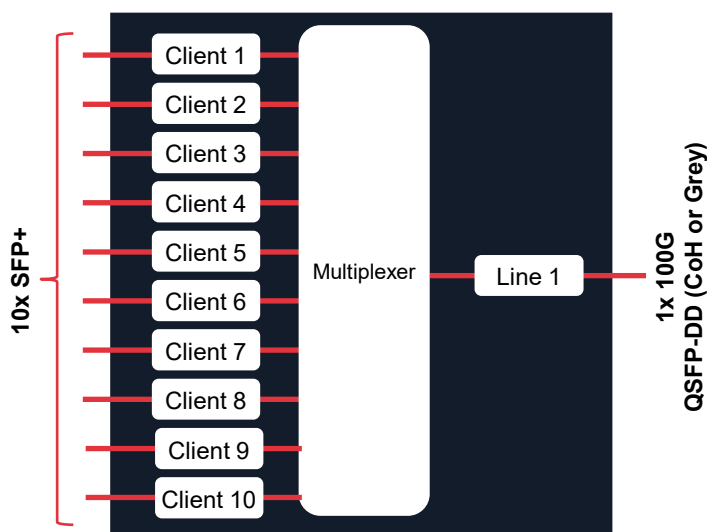 10x SFP+
Client 1
Client 2
Client 3
Client 4
Client 5
Client 6
Client 7
Client 8
Client 9
Client 10
Multiplexer
Line 1
1x 100G
QSFP-DD (CoH or Grey)